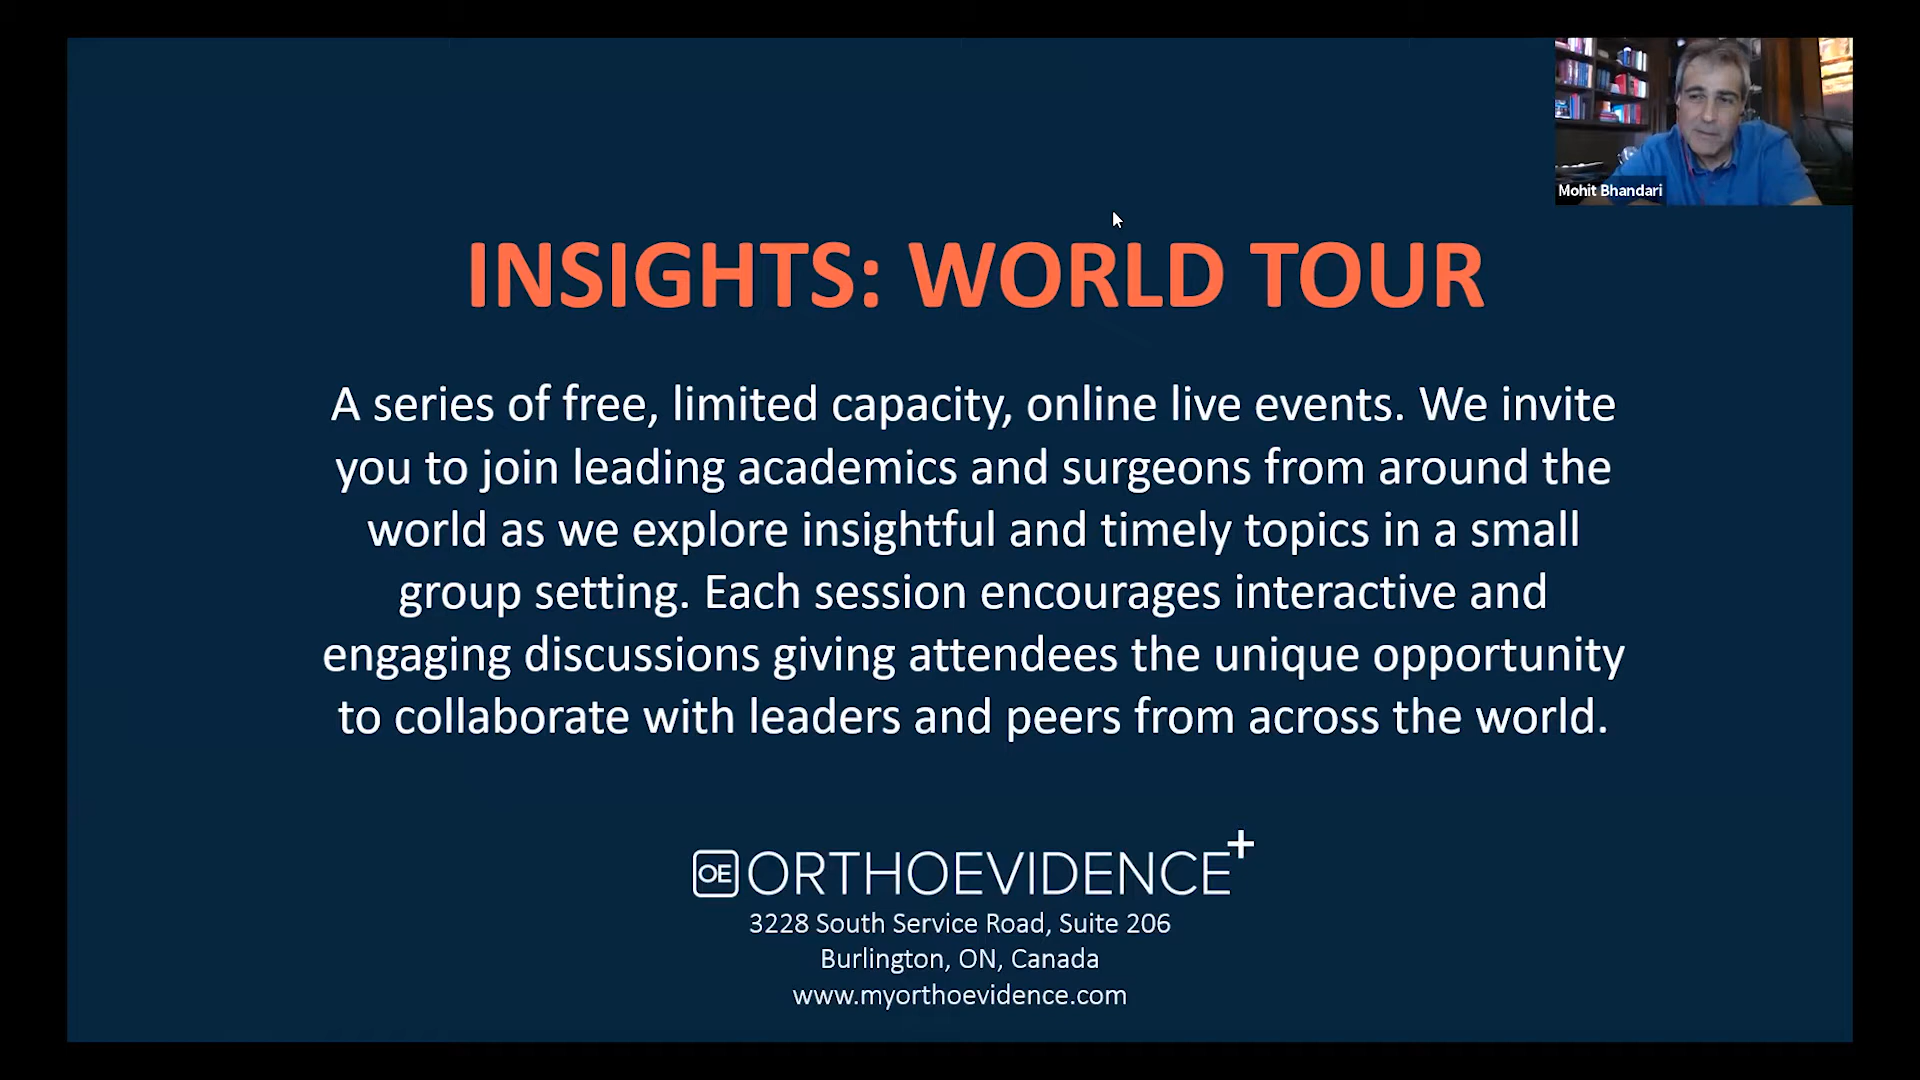 Mohit Bhandari
INSIGHTS: WORLD TOUR
A series of free, limited capacity, online live events. We invite
you to join leading academics and surgeons from around the
world as we explore insightful and timely topics in a small
group setting. Each session encourages interactive and
engaging discussions giving attendees the unique opportunity
to collaborate with leaders and peers from across the world.
OE ORTHOEVIDENCE+
3228 South Service Road, Suite 206
Burlington, ON, Canada
www.myorthoevidence.com